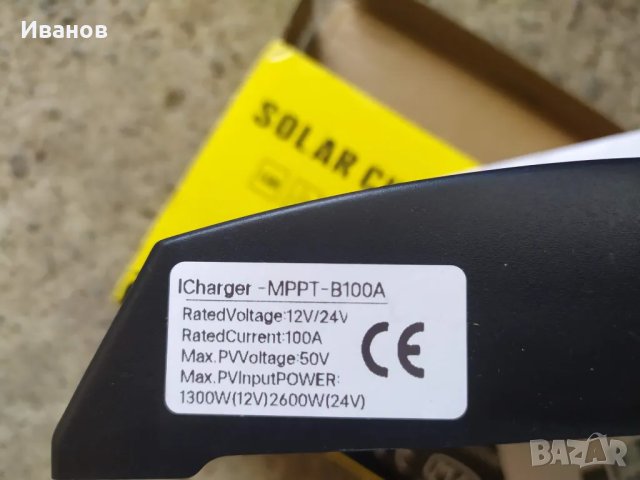 Иванов
SOLAR
ICharger -MPPT-B100A
RatedVoltage:12V/24V
RatedCurrent:100A
Max.PVVoltage:50V
Max.PVInputPOWER:
1300W(12V)2600W(24V)
CE
BAZAR